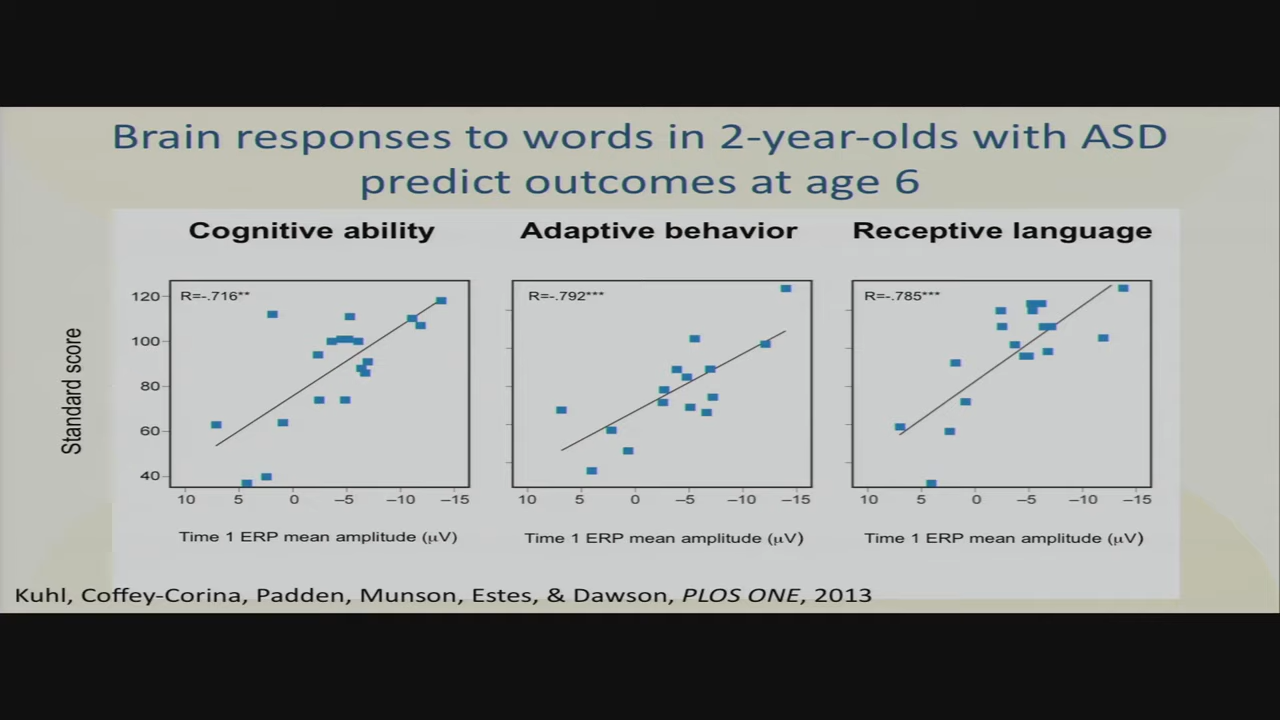 Brain responses to words in 2-year-olds with ASD
predict outcomes at age 6
Cognitive ability
Adaptive behavior
Receptive language
Standard score
R=-.716**
120
100
80
60
40
10 5 0 –5 –10 –15
Time 1 ERP mean amplitude (μV)
R=-.792***
10 5 0 –5 –10 –15
Time 1 ERP mean amplitude (μV)
R=-.785***
10 5 0 –5 –10 –15
Time 1 ERP mean amplitude (μV)
Kuhl, Coffey-Corina, Padden, Munson, Estes, & Dawson, PLOS ONE, 2013